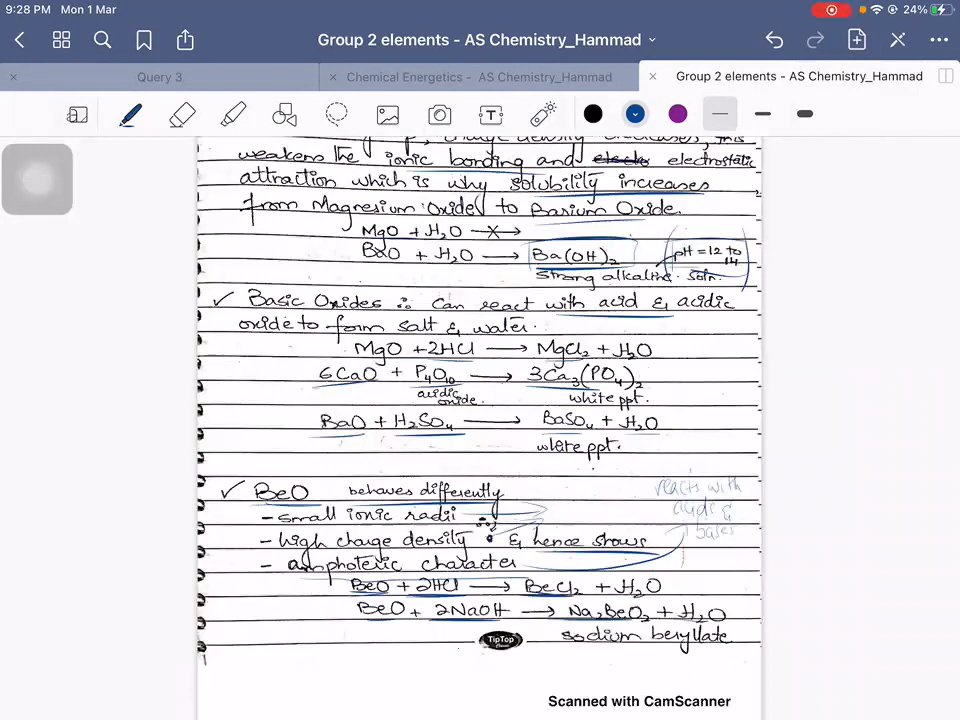 9:28 PM Mon 1 Mar
24%
Group 2 elements - AS Chemistry_Hammad
Query 3
Chemical Energetics - AS Chemistry_Hammad
Group 2 elements - AS Chemistry_Hammad
charge density decreases, this
weakens the ionic bonding and electrostatic
attraction which is why solubility increases
from Magnesium Oxide to Barium Oxide.
MgO + H₂O —X→
BaO + H₂O → Ba(OH)₂ (pH = 12 to 14)
strong alkaline soln.
✓ Basic Oxides ∴ Can react with acid & acidic
oxide to form salt & water.
MgO + 2HCl → MgCl₂ + H₂O
6CaO + P₄O₁₀ → 3Ca₃(PO₄)₂
acidic oxide. white ppt.
BaO + H₂SO₄ → BaSO₄ + H₂O
white ppt.
✓ BeO behaves differently
reacts with acidic & bases
- small ionic radii
- high charge density & hence shows
- amphoteric character
BeO + 2HCl → BeCl₂ + H₂O
BeO + 2NaOH → Na₂BeO₂ + H₂O
sodium beryllate
TipTop
Scanned with CamScanner